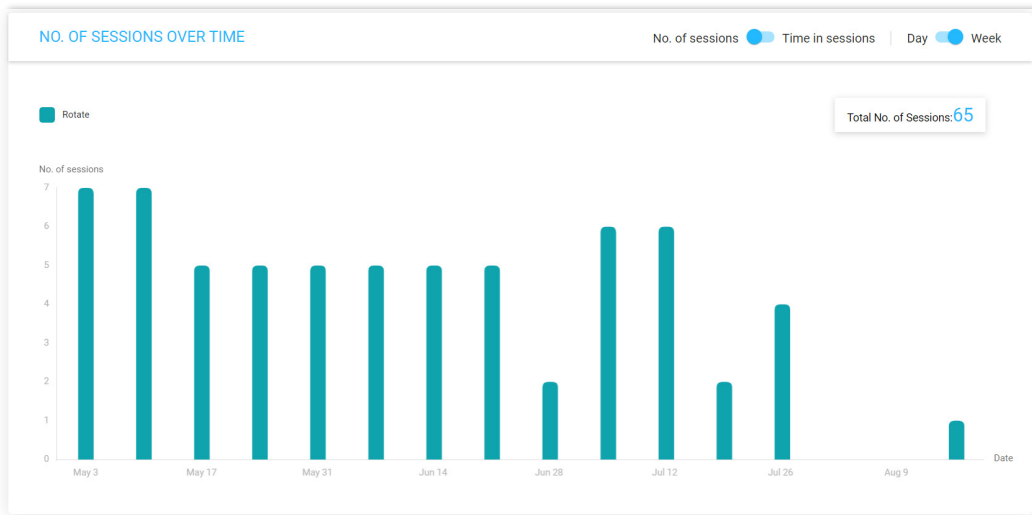 NO. OF SESSIONS OVER TIME
No. of sessions Time in sessions Day Week
Rotate
Total No. of Sessions:65
No. of sessions
7
6
5
4
3
2
1
0
May 3 May 17 May 31 Jun 14 Jun 28 Jul 12 Jul 26 Aug 9
Date